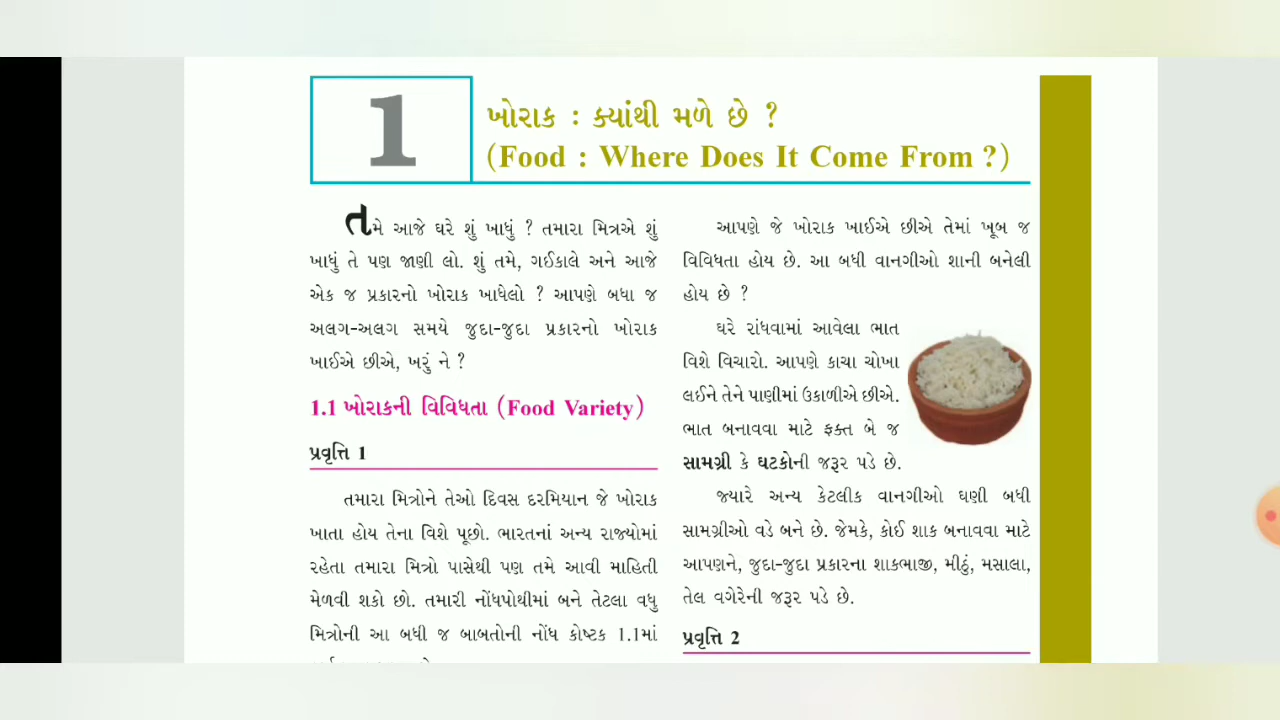 1
ખોરાક : ક્યાંથી મળે છે ?
(Food : Where Does It Come From ?)
તમે આજે ઘરે શું ખાધું ? તમારા મિત્રએ શું
ખાધું તે પણ જાણી લો. શું તમે, ગઈકાલે અને આજે
એક જ પ્રકારનો ખોરાક ખાધેલો ? આપણે બધા જ
અલગ-અલગ સમયે જુદા-જુદા પ્રકારનો ખોરાક
ખાઈએ છીએ, ખરું ને ?
1.1 ખોરાકની વિવિધતા (Food Variety)
પ્રવૃત્તિ 1
તમારા મિત્રોને તેઓ દિવસ દરમિયાન જે ખોરાક
ખાતા હોય તેના વિશે પૂછો. ભારતનાં અન્ય રાજ્યોમાં
રહેતા તમારા મિત્રો પાસેથી પણ તમે આવી માહિતી
મેળવી શકો છો. તમારી નોંધપોથીમાં બને તેટલા વધુ
મિત્રોની આ બધી જ બાબતોની નોંધ કોષ્ટક 1.1માં
આપણે જે ખોરાક ખાઈએ છીએ તેમાં ખૂબ જ
વિવિધતા હોય છે. આ બધી વાનગીઓ શાની બનેલી
હોય છે ?
ઘરે રાંધવામાં આવેલા ભાત
વિશે વિચારો. આપણે કાચા ચોખા
લઈને તેને પાણીમાં ઉકાળીએ છીએ.
ભાત બનાવવા માટે ફક્ત બે જ
સામગ્રી કે ઘટકોની જરૂર પડે છે.
જ્યારે અન્ય કેટલીક વાનગીઓ ઘણી બધી
સામગ્રીઓ વડે બને છે. જેમકે, કોઈ શાક બનાવવા માટે
આપણને, જુદા-જુદા પ્રકારના શાકભાજી, મીઠું, મસાલા,
તેલ વગેરેની જરૂર પડે છે.
પ્રવૃત્તિ 2